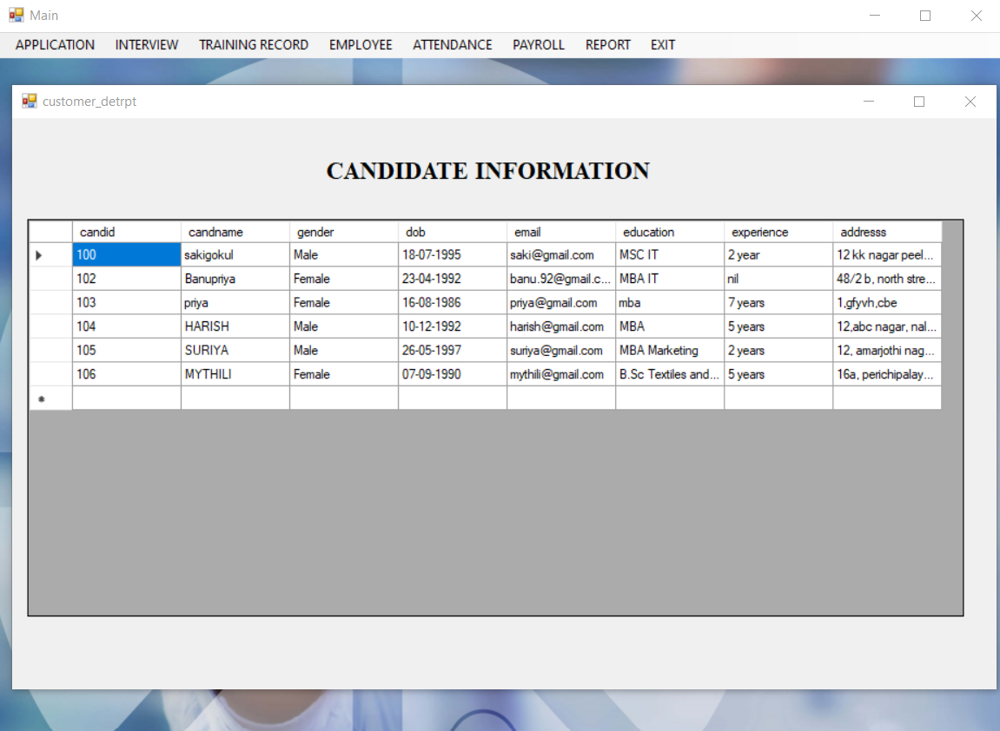 Main
APPLICATION INTERVIEW TRAINING RECORD EMPLOYEE ATTENDANCE PAYROLL REPORT EXIT
customer_detrpt
CANDIDATE INFORMATION
candid candname gender dob email education experience addresss
100 sakigokul Male 18-07-1995 saki@gmail.com MSC IT 2 year 12 kk nagar peel...
102 Banupriya Female 23-04-1992 banu.92@gmail.c... MBA IT nil 48/2 b, north stre...
103 priya Female 16-08-1986 priya@gmail.com mba 7 years 1,gfyvh,cbe
104 HARISH Male 10-12-1992 harish@gmail.com MBA 5 years 12,abc nagar, nal...
105 SURIYA Male 26-05-1997 suriya@gmail.com MBA Marketing 2 years 12, amarjothi nag...
106 MYTHILI Female 07-09-1990 mythili@gmail.com B.Sc Textiles and... 5 years 16a, perichipalay...